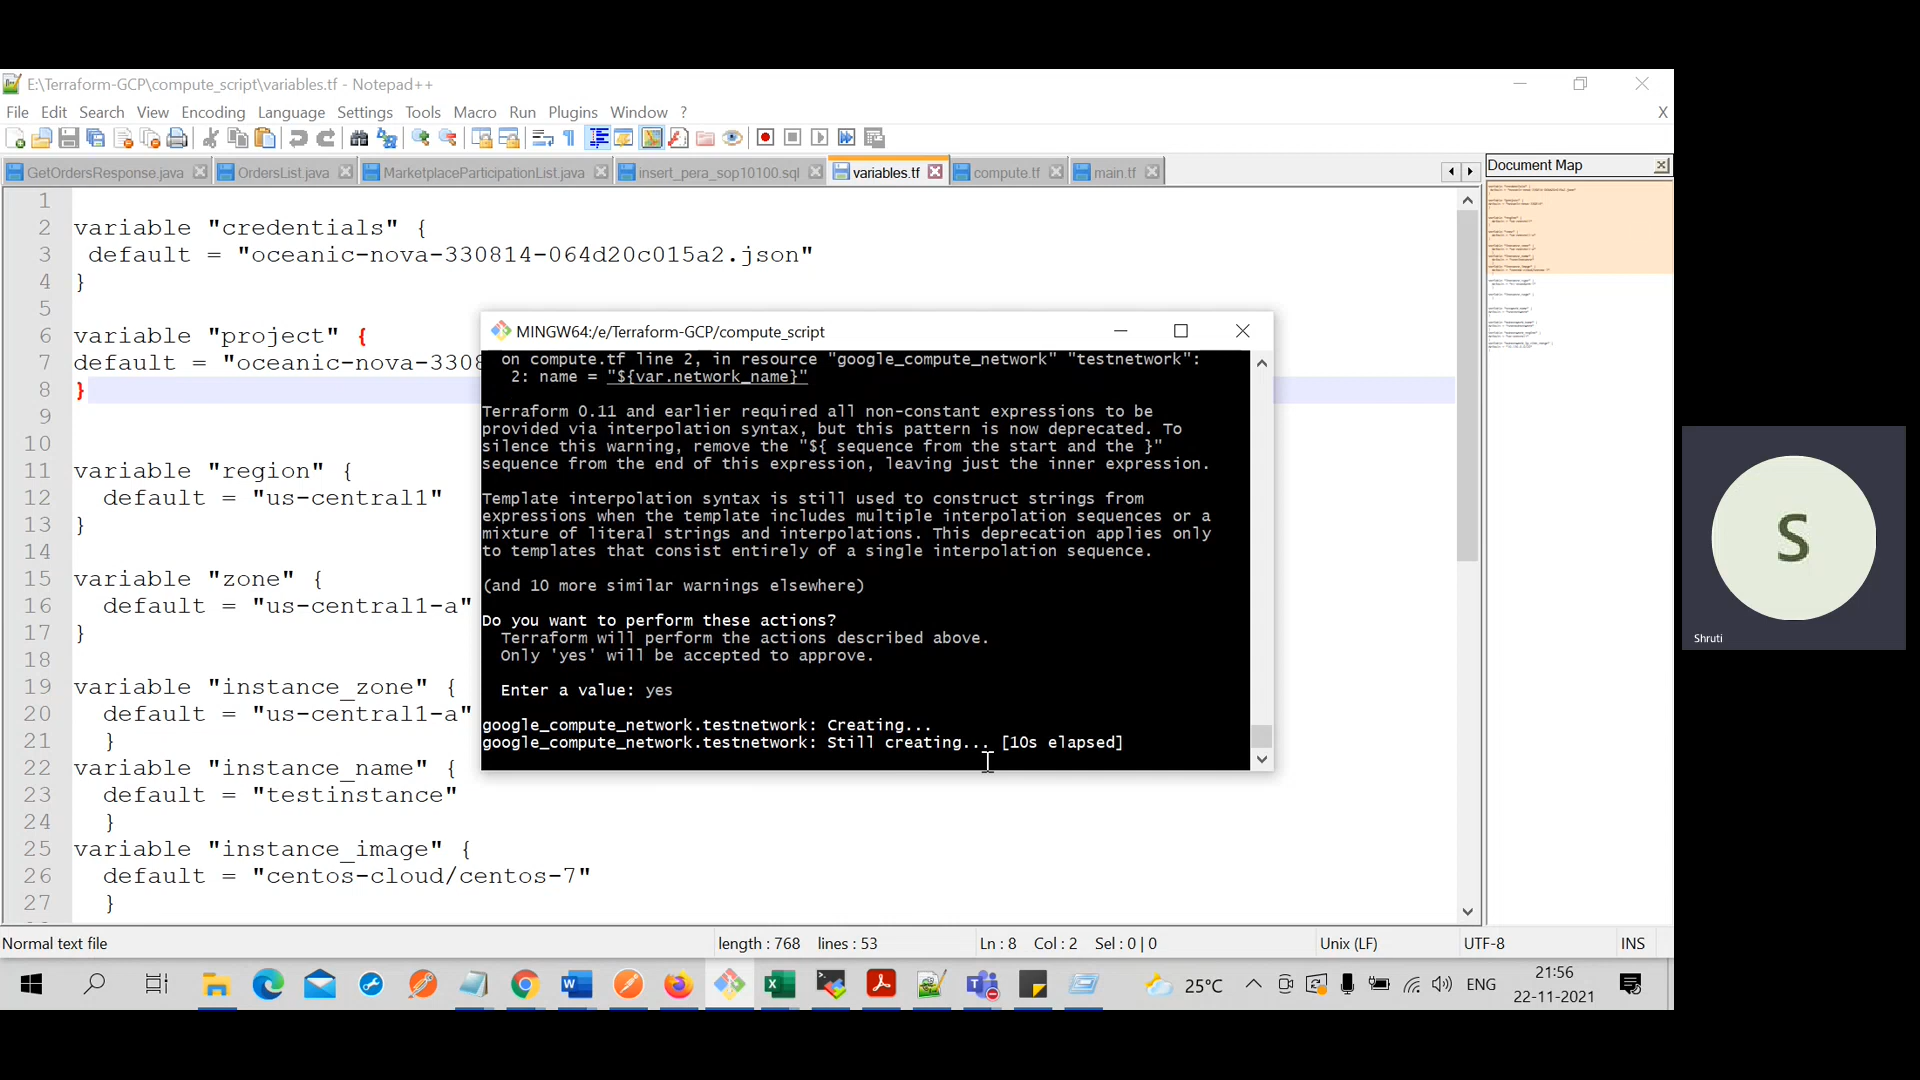 E:\Terraform-GCP\compute_script\variables.tf - Notepad++
File Edit Search View Encoding Language Settings Tools Macro Run Plugins Window ? X
GetOrdersResponse.java OrdersList.java MarketplaceParticipationList.java insert_pera_sop10100.sql variables.tf compute.tf main.tf
Document Map
1
2 variable "credentials" {
3 default = "oceanic-nova-330814-064d20c015a2.json"
4 }
5
6 variable "project" {
7 default = "oceanic-nova-3308
8 }
9
10
11 variable "region" {
12 default = "us-central1"
13 }
14
15 variable "zone" {
16 default = "us-central1-a"
17 }
18
19 variable "instance_zone" {
20 default = "us-central1-a"
21 }
22 variable "instance_name" {
23 default = "testinstance"
24 }
25 variable "instance_image" {
26 default = "centos-cloud/centos-7"
27 }
MINGW64:/e/Terraform-GCP/compute_script
on compute.tf line 2, in resource "google_compute_network" "testnetwork":
2: name = "${var.network_name}"
Terraform 0.11 and earlier required all non-constant expressions to be
provided via interpolation syntax, but this pattern is now deprecated. To
silence this warning, remove the "${ sequence from the start and the }"
sequence from the end of this expression, leaving just the inner expression.
Template interpolation syntax is still used to construct strings from
expressions when the template includes multiple interpolation sequences or a
mixture of literal strings and interpolations. This deprecation applies only
to templates that consist entirely of a single interpolation sequence.
(and 10 more similar warnings elsewhere)
Do you want to perform these actions?
Terraform will perform the actions described above.
Only 'yes' will be accepted to approve.
Enter a value: yes
google_compute_network.testnetwork: Creating...
google_compute_network.testnetwork: Still creating... [10s elapsed]
S
Shruti
Normal text file length : 768 lines : 53 Ln : 8 Col : 2 Sel : 0 | 0 Unix (LF) UTF-8 INS
25°C ENG
21:56
22-11-2021